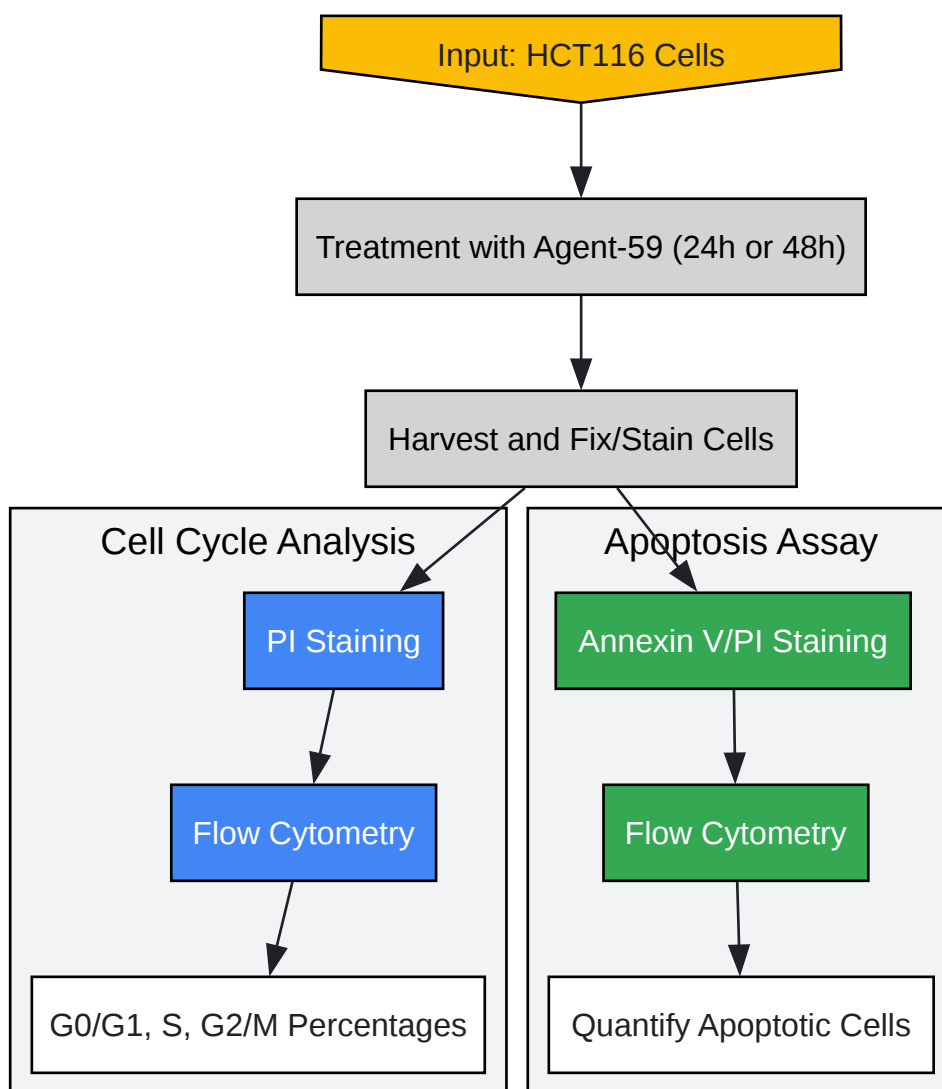 Input: HCT116 Cells
Treatment with Agent-59 (24h or 48h)
Harvest and Fix/Stain Cells
Cell Cycle Analysis
PI Staining
Flow Cytometry
G0/G1, S, G2/M Percentages
Apoptosis Assay
Annexin V/PI Staining
Flow Cytometry
Quantify Apoptotic Cells